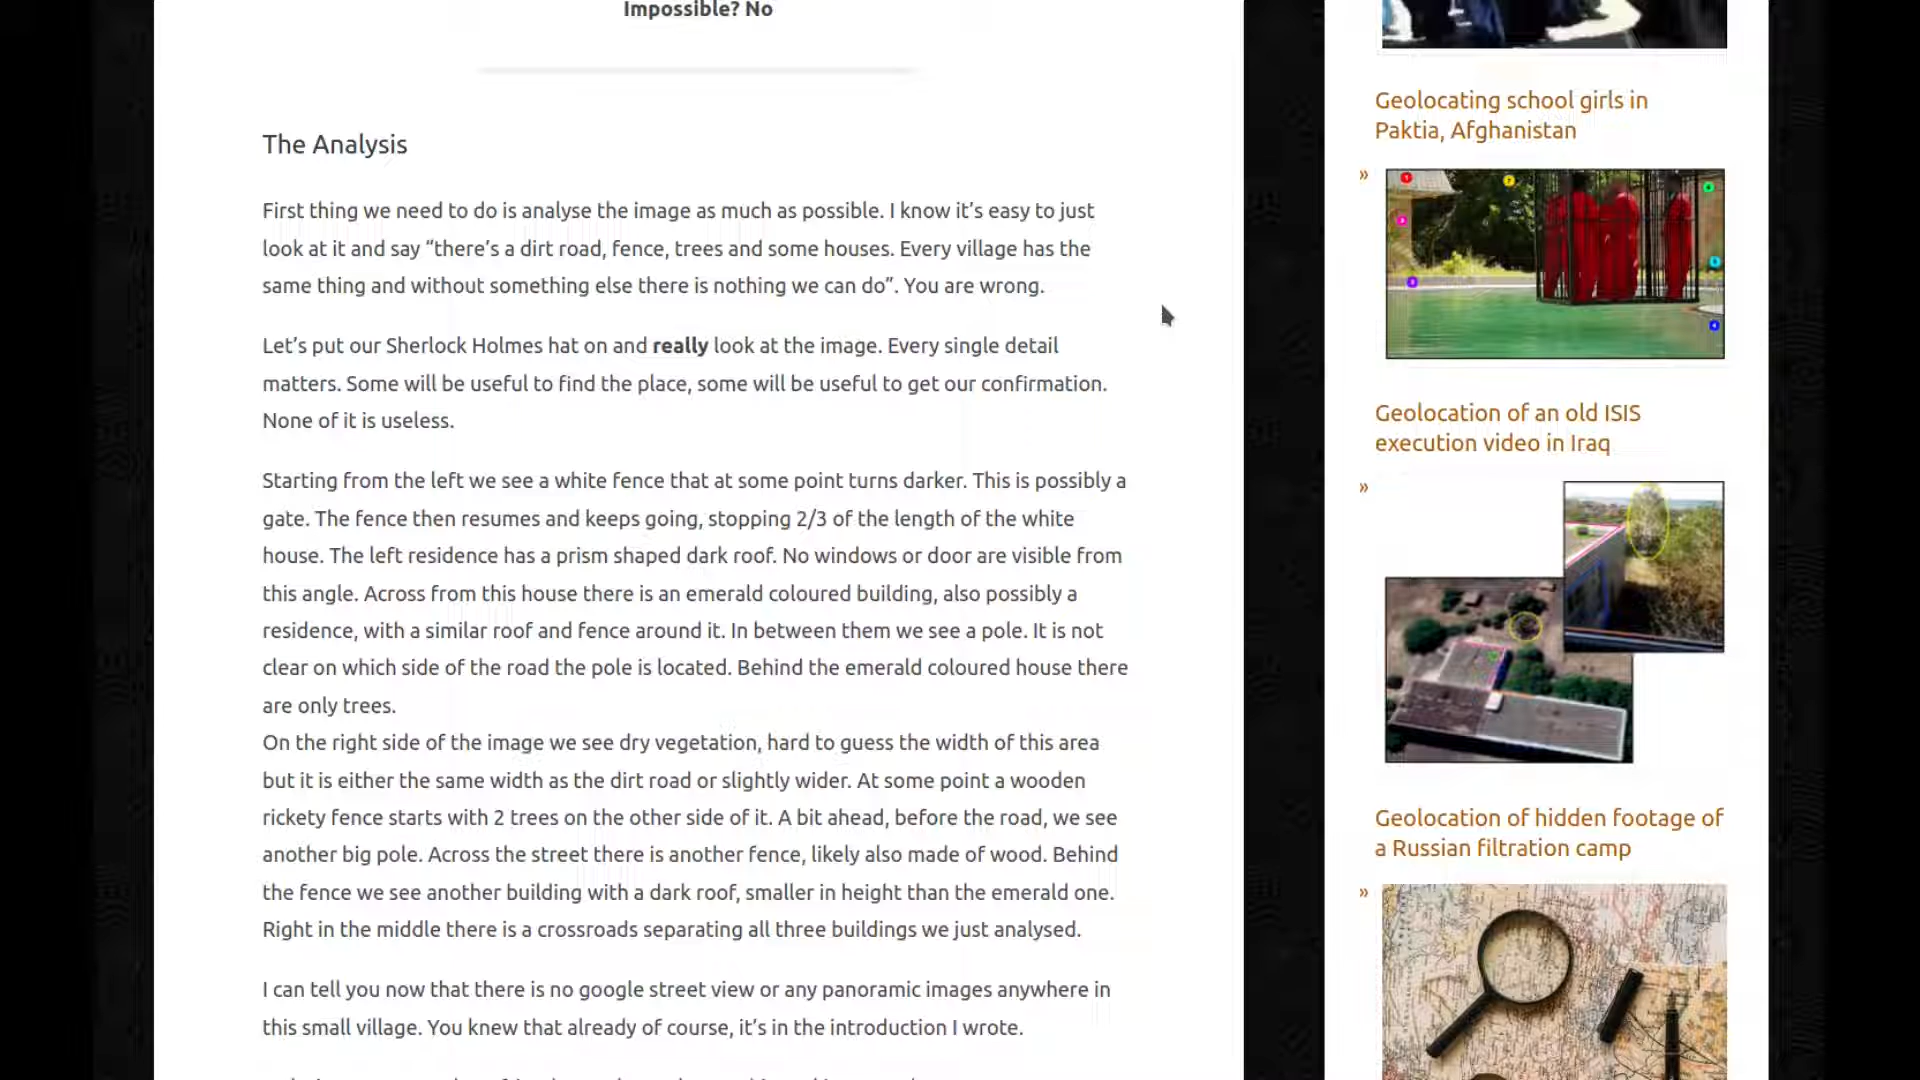 Impossible? No
The Analysis
First thing we need to do is analyse the image as much as possible. I know it’s easy to just
look at it and say “there’s a dirt road, fence, trees and some houses. Every village has the
same thing and without something else there is nothing we can do”. You are wrong.
Let’s put our Sherlock Holmes hat on and really look at the image. Every single detail
matters. Some will be useful to find the place, some will be useful to get our confirmation.
None of it is useless.
Starting from the left we see a white fence that at some point turns darker. This is possibly a
gate. The fence then resumes and keeps going, stopping 2/3 of the length of the white
house. The left residence has a prism shaped dark roof. No windows or door are visible from
this angle. Across from this house there is an emerald coloured building, also possibly a
residence, with a similar roof and fence around it. In between them we see a pole. It is not
clear on which side of the road the pole is located. Behind the emerald coloured house there
are only trees.
On the right side of the image we see dry vegetation, hard to guess the width of this area
but it is either the same width as the dirt road or slightly wider. At some point a wooden
rickety fence starts with 2 trees on the other side of it. A bit ahead, before the road, we see
another big pole. Across the street there is another fence, likely also made of wood. Behind
the fence we see another building with a dark roof, smaller in height than the emerald one.
Right in the middle there is a crossroads separating all three buildings we just analysed.
I can tell you now that there is no google street view or any panoramic images anywhere in
this small village. You knew that already of course, it’s in the introduction I wrote.
Geolocating school girls in
Paktia, Afghanistan
»
Geolocation of an old ISIS
execution video in Iraq
»
Geolocation of hidden footage of
a Russian filtration camp
»